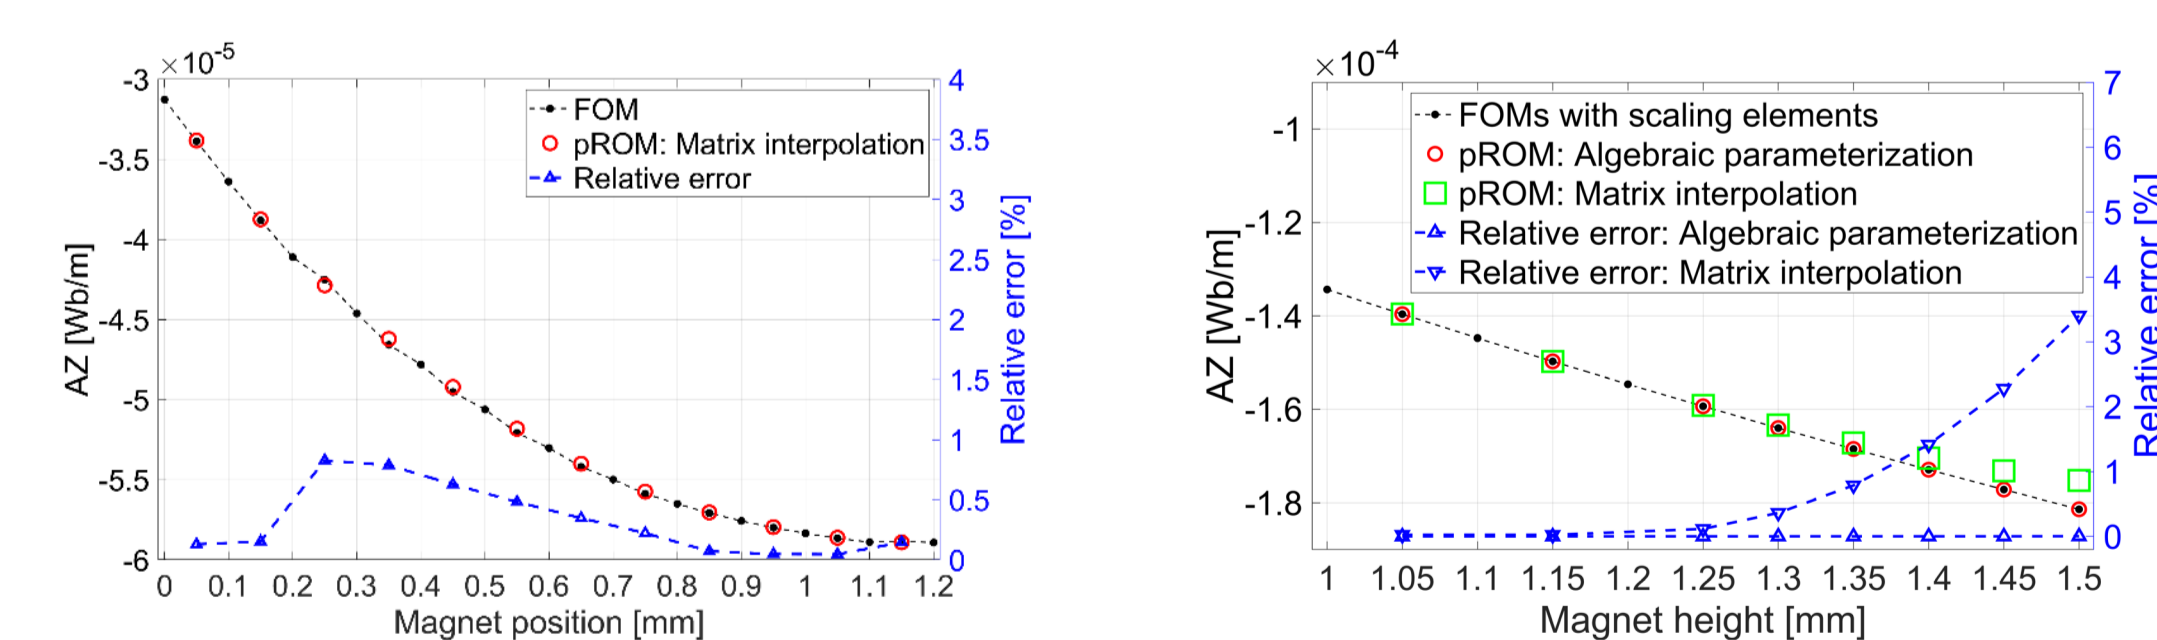 ×10⁻⁵
-3
-3.5
-4
-4.5
-5
-5.5
-6
AZ [Wb/m]
FOM
pROM: Matrix interpolation
Relative error
4
3.5
3
2.5
2
1.5
1
0.5
0
Relative error [%]
0 0.1 0.2 0.3 0.4 0.5 0.6 0.7 0.8 0.9 1 1.1 1.2
Magnet position [mm]
×10⁻⁴
-1
-1.2
-1.4
-1.6
-1.8
AZ [Wb/m]
FOMs with scaling elements
pROM: Algebraic parameterization
pROM: Matrix interpolation
Relative error: Algebraic parameterization
Relative error: Matrix interpolation
7
6
5
4
3
2
1
0
Relative error [%]
1 1.05 1.1 1.15 1.2 1.25 1.3 1.35 1.4 1.45 1.5
Magnet height [mm]